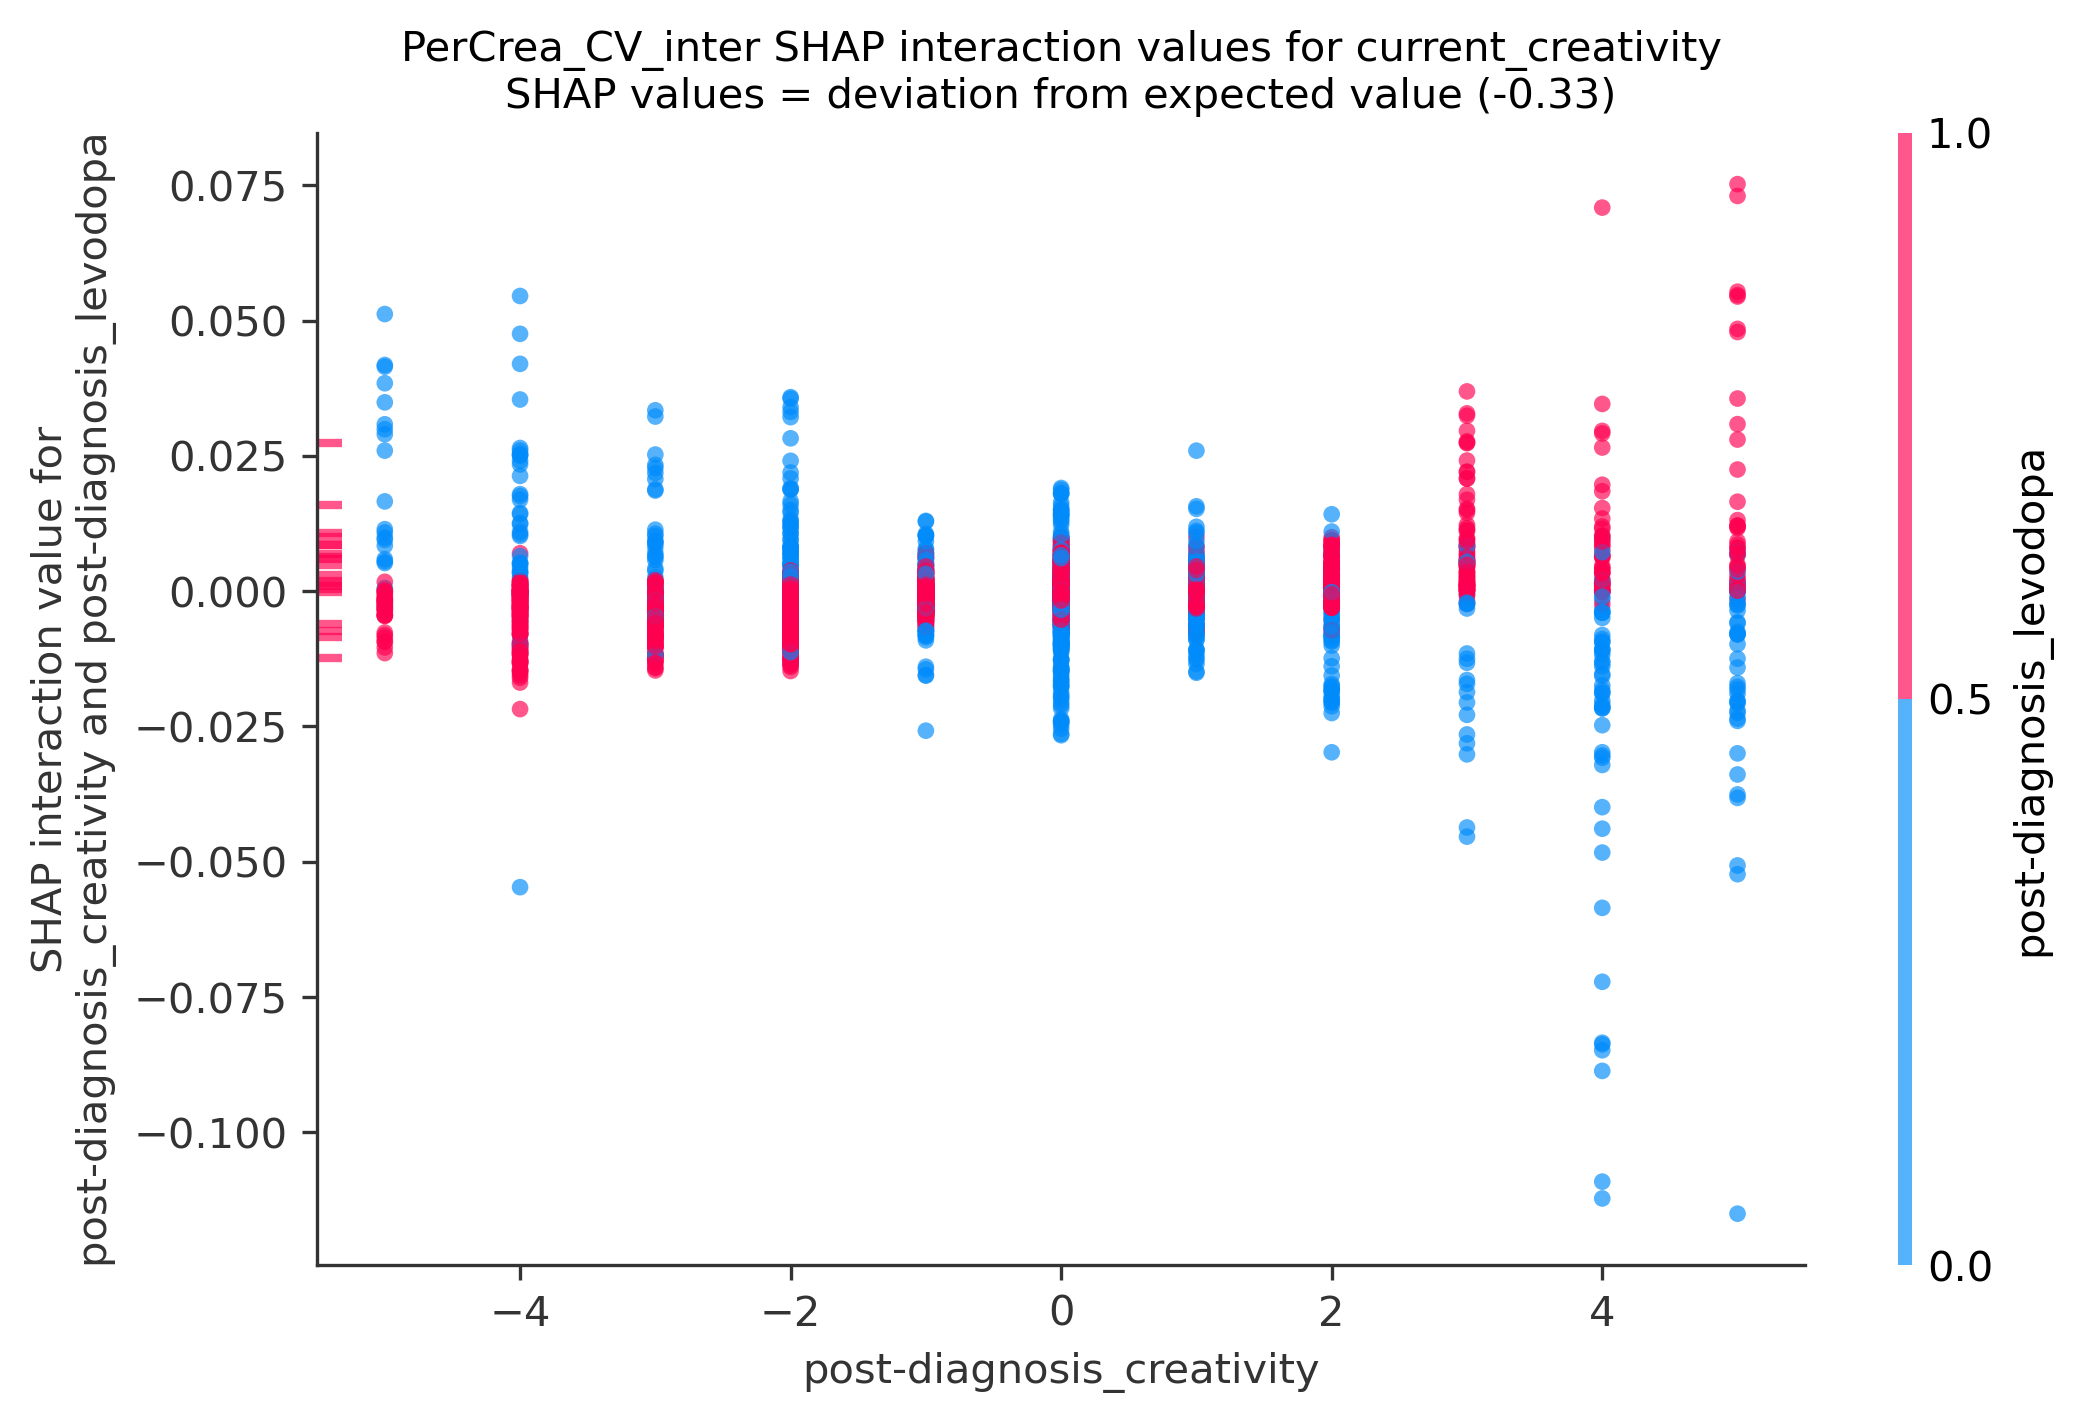 PerCrea_CV_inter SHAP interaction values for current_creativity
SHAP values = deviation from expected value (-0.33)
SHAP interaction value for
post-diagnosis_creativity and post-diagnosis_levodopa
0.075
0.050
0.025
0.000
−0.025
−0.050
−0.075
−0.100
−4
−2
0
2
4
post-diagnosis_creativity
1.0
0.5
0.0
post-diagnosis_levodopa